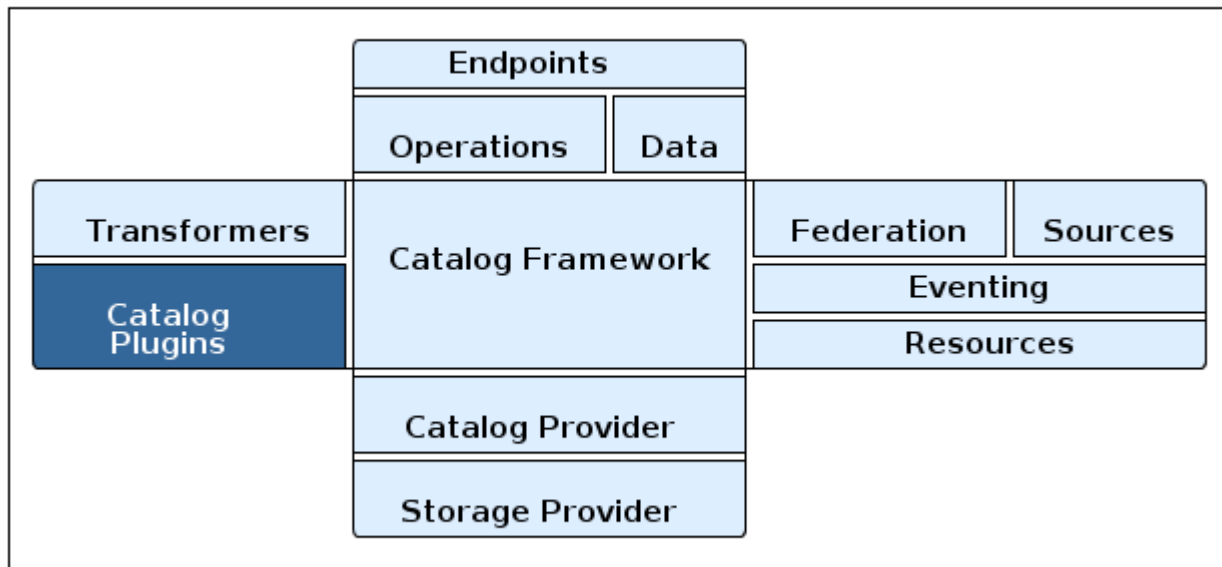 Endpoints
Operations
Data
Transformers
Catalog Framework
Federation
Sources
Catalog
Plugins
Eventing
Resources
Catalog Provider
Storage Provider